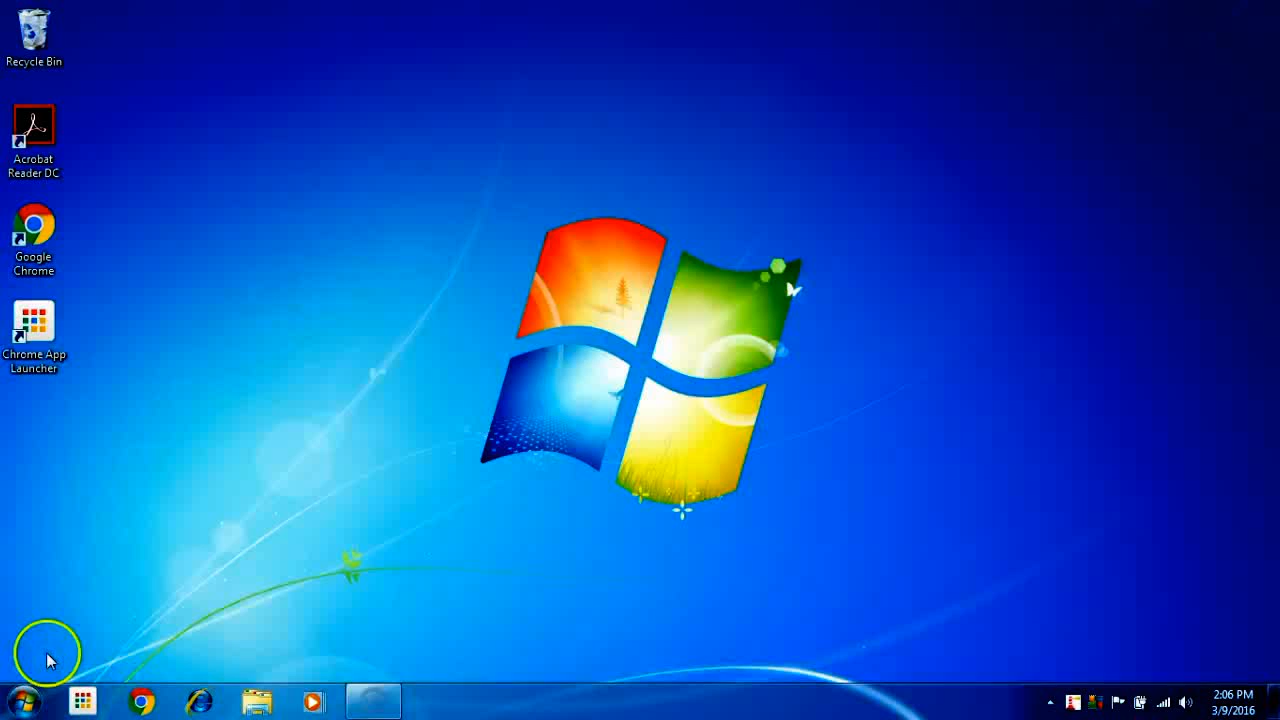 Recycle Bin
Acrobat
Reader DC
Google
Chrome
Chrome App
Launcher
2:06 PM
3/9/2016